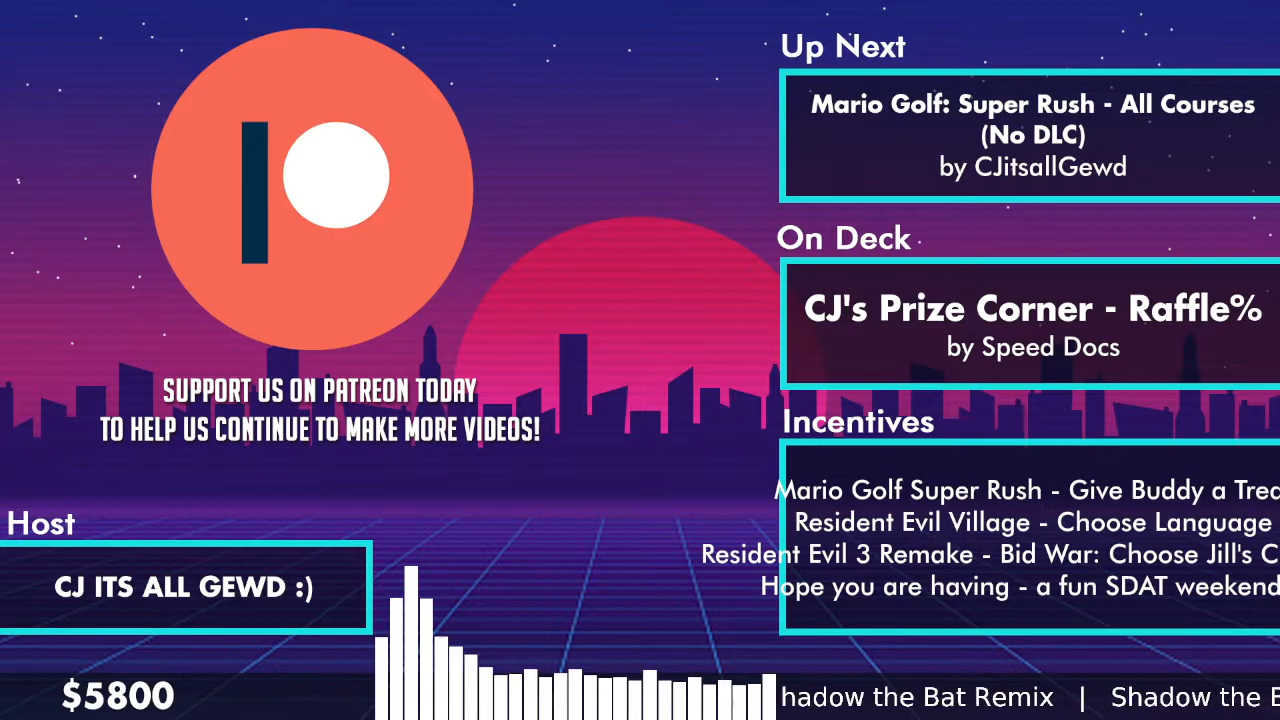 Up Next
Mario Golf: Super Rush - All Courses
(No DLC)
by CJitsallGewd
On Deck
CJ's Prize Corner - Raffle%
by Speed Docs
SUPPORT US ON PATREON TODAY
TO HELP US CONTINUE TO MAKE MORE VIDEOS!
Incentives
Mario Golf Super Rush - Give Buddy a
Resident Evil Village - Choose Language
Resident Evil 3 Remake - Bid War: Choose Jill's
Hope you are having - a fun SDAT weekend
Host
CJ ITS ALL GEWD :)
$5800
hadow the Bat Remix | Shadow the